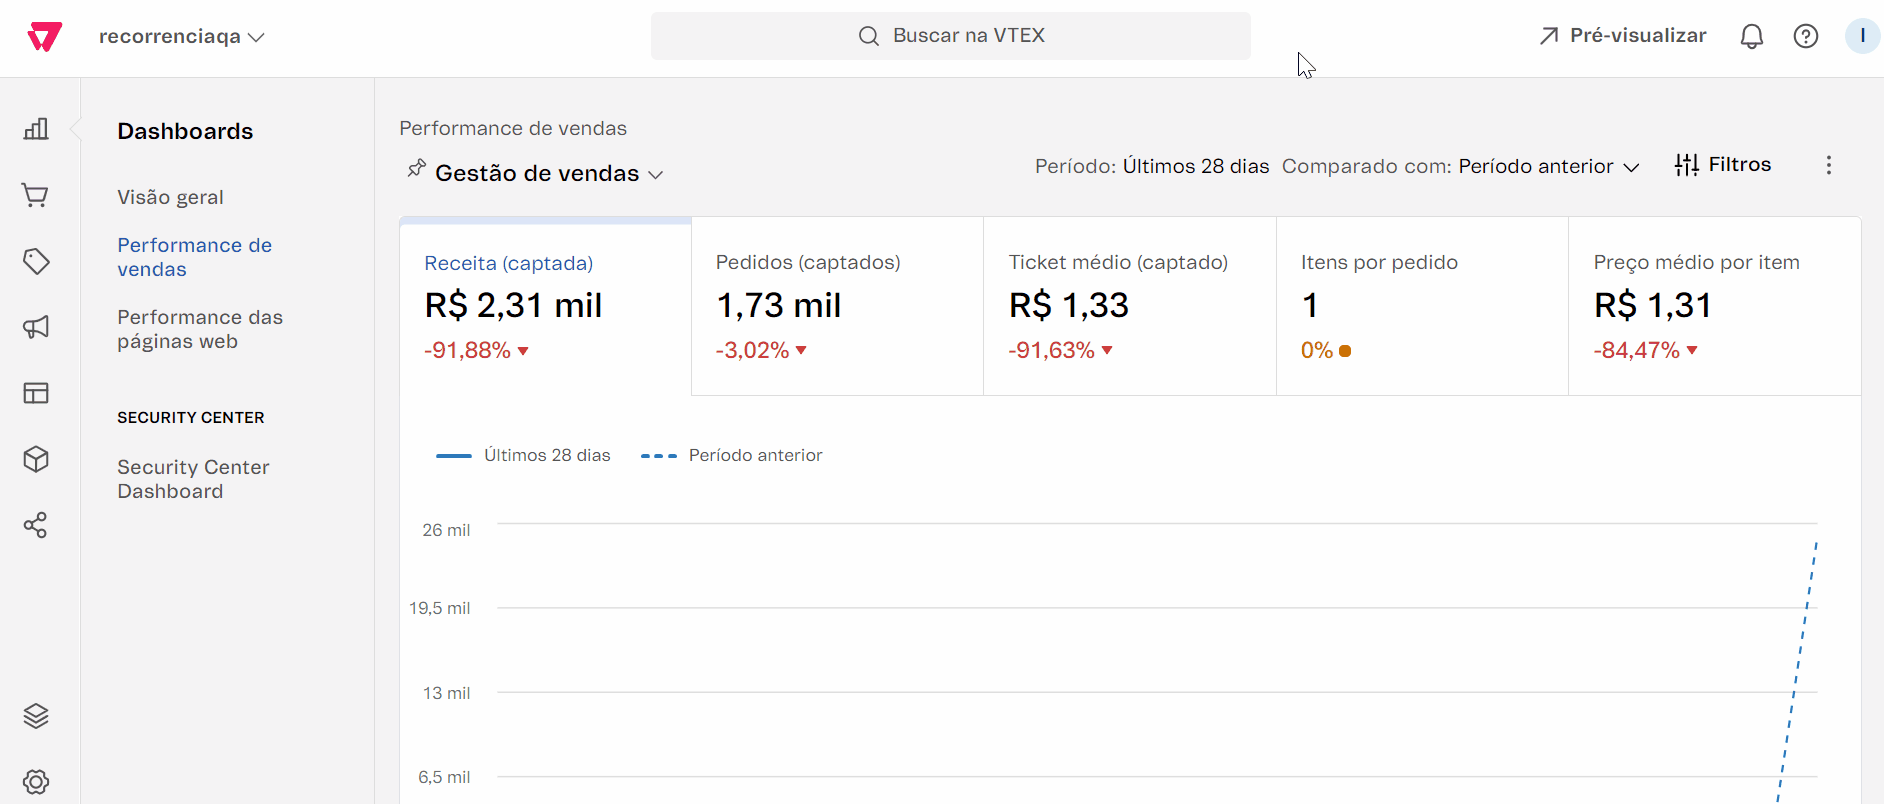 recorrenciaqa
Buscar na VTEX
Pré-visualizar
I
Dashboards
Visão geral
Performance de
vendas
Performance das
páginas web
SECURITY CENTER
Security Center
Dashboard
Performance de vendas
Gestão de vendas
Período: Últimos 28 dias Comparado com: Período anterior
Filtros
Receita (captada)
R$ 2,31 mil
-91,88%
Pedidos (captados)
1,73 mil
-3,02%
Ticket médio (captado)
R$ 1,33
-91,63%
Itens por pedido
1
0%
Preço médio por item
R$ 1,31
-84,47%
Últimos 28 dias
Período anterior
26 mil
19,5 mil
13 mil
6,5 mil